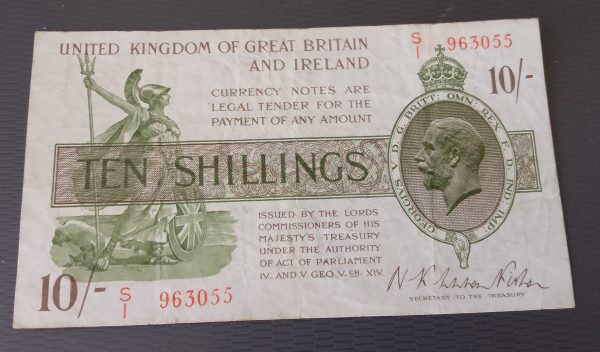 UNITED KINGDOM OF GREAT BRITAIN
AND IRELAND
S/1 963055
10/-
CURRENCY NOTES ARE
LEGAL TENDER FOR THE
PAYMENT OF ANY AMOUNT
GEORGIVS V D. G. BRITT: OMN: REX F. D. IND: IMP:
TEN SHILLINGS
ISSUED BY THE LORDS
COMMISSIONERS OF HIS
MAJESTY'S TREASURY
UNDER THE AUTHORITY
OF ACT OF PARLIAMENT
IV. AND V. GEO. V. CH. XIV.
10/-
S/1 963055
SECRETARY TO THE TREASURY